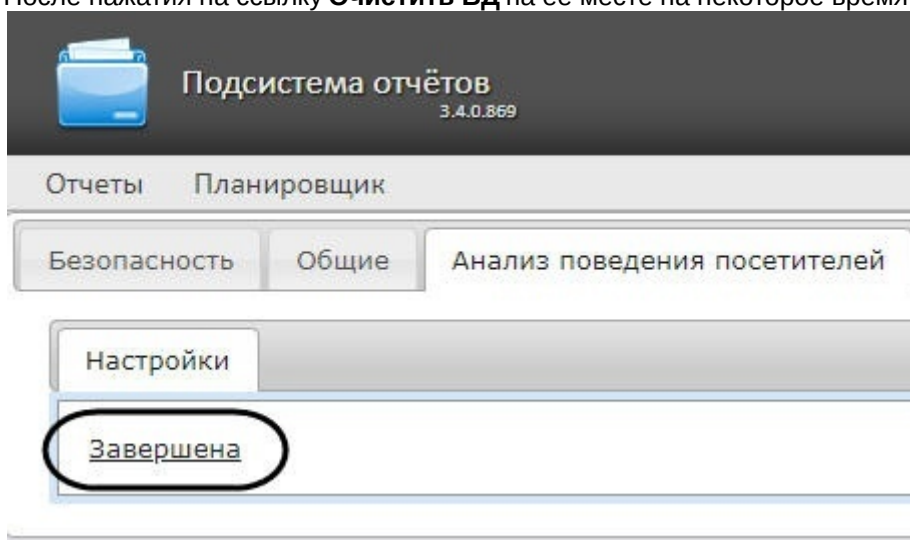 После нажатия на ссылку Очистить БД на ее месте на некоторое время
Подсистема отчётов
3.4.0.869
Отчеты Планировщик
Безопасность Общие Анализ поведения посетителей
Настройки
Завершена